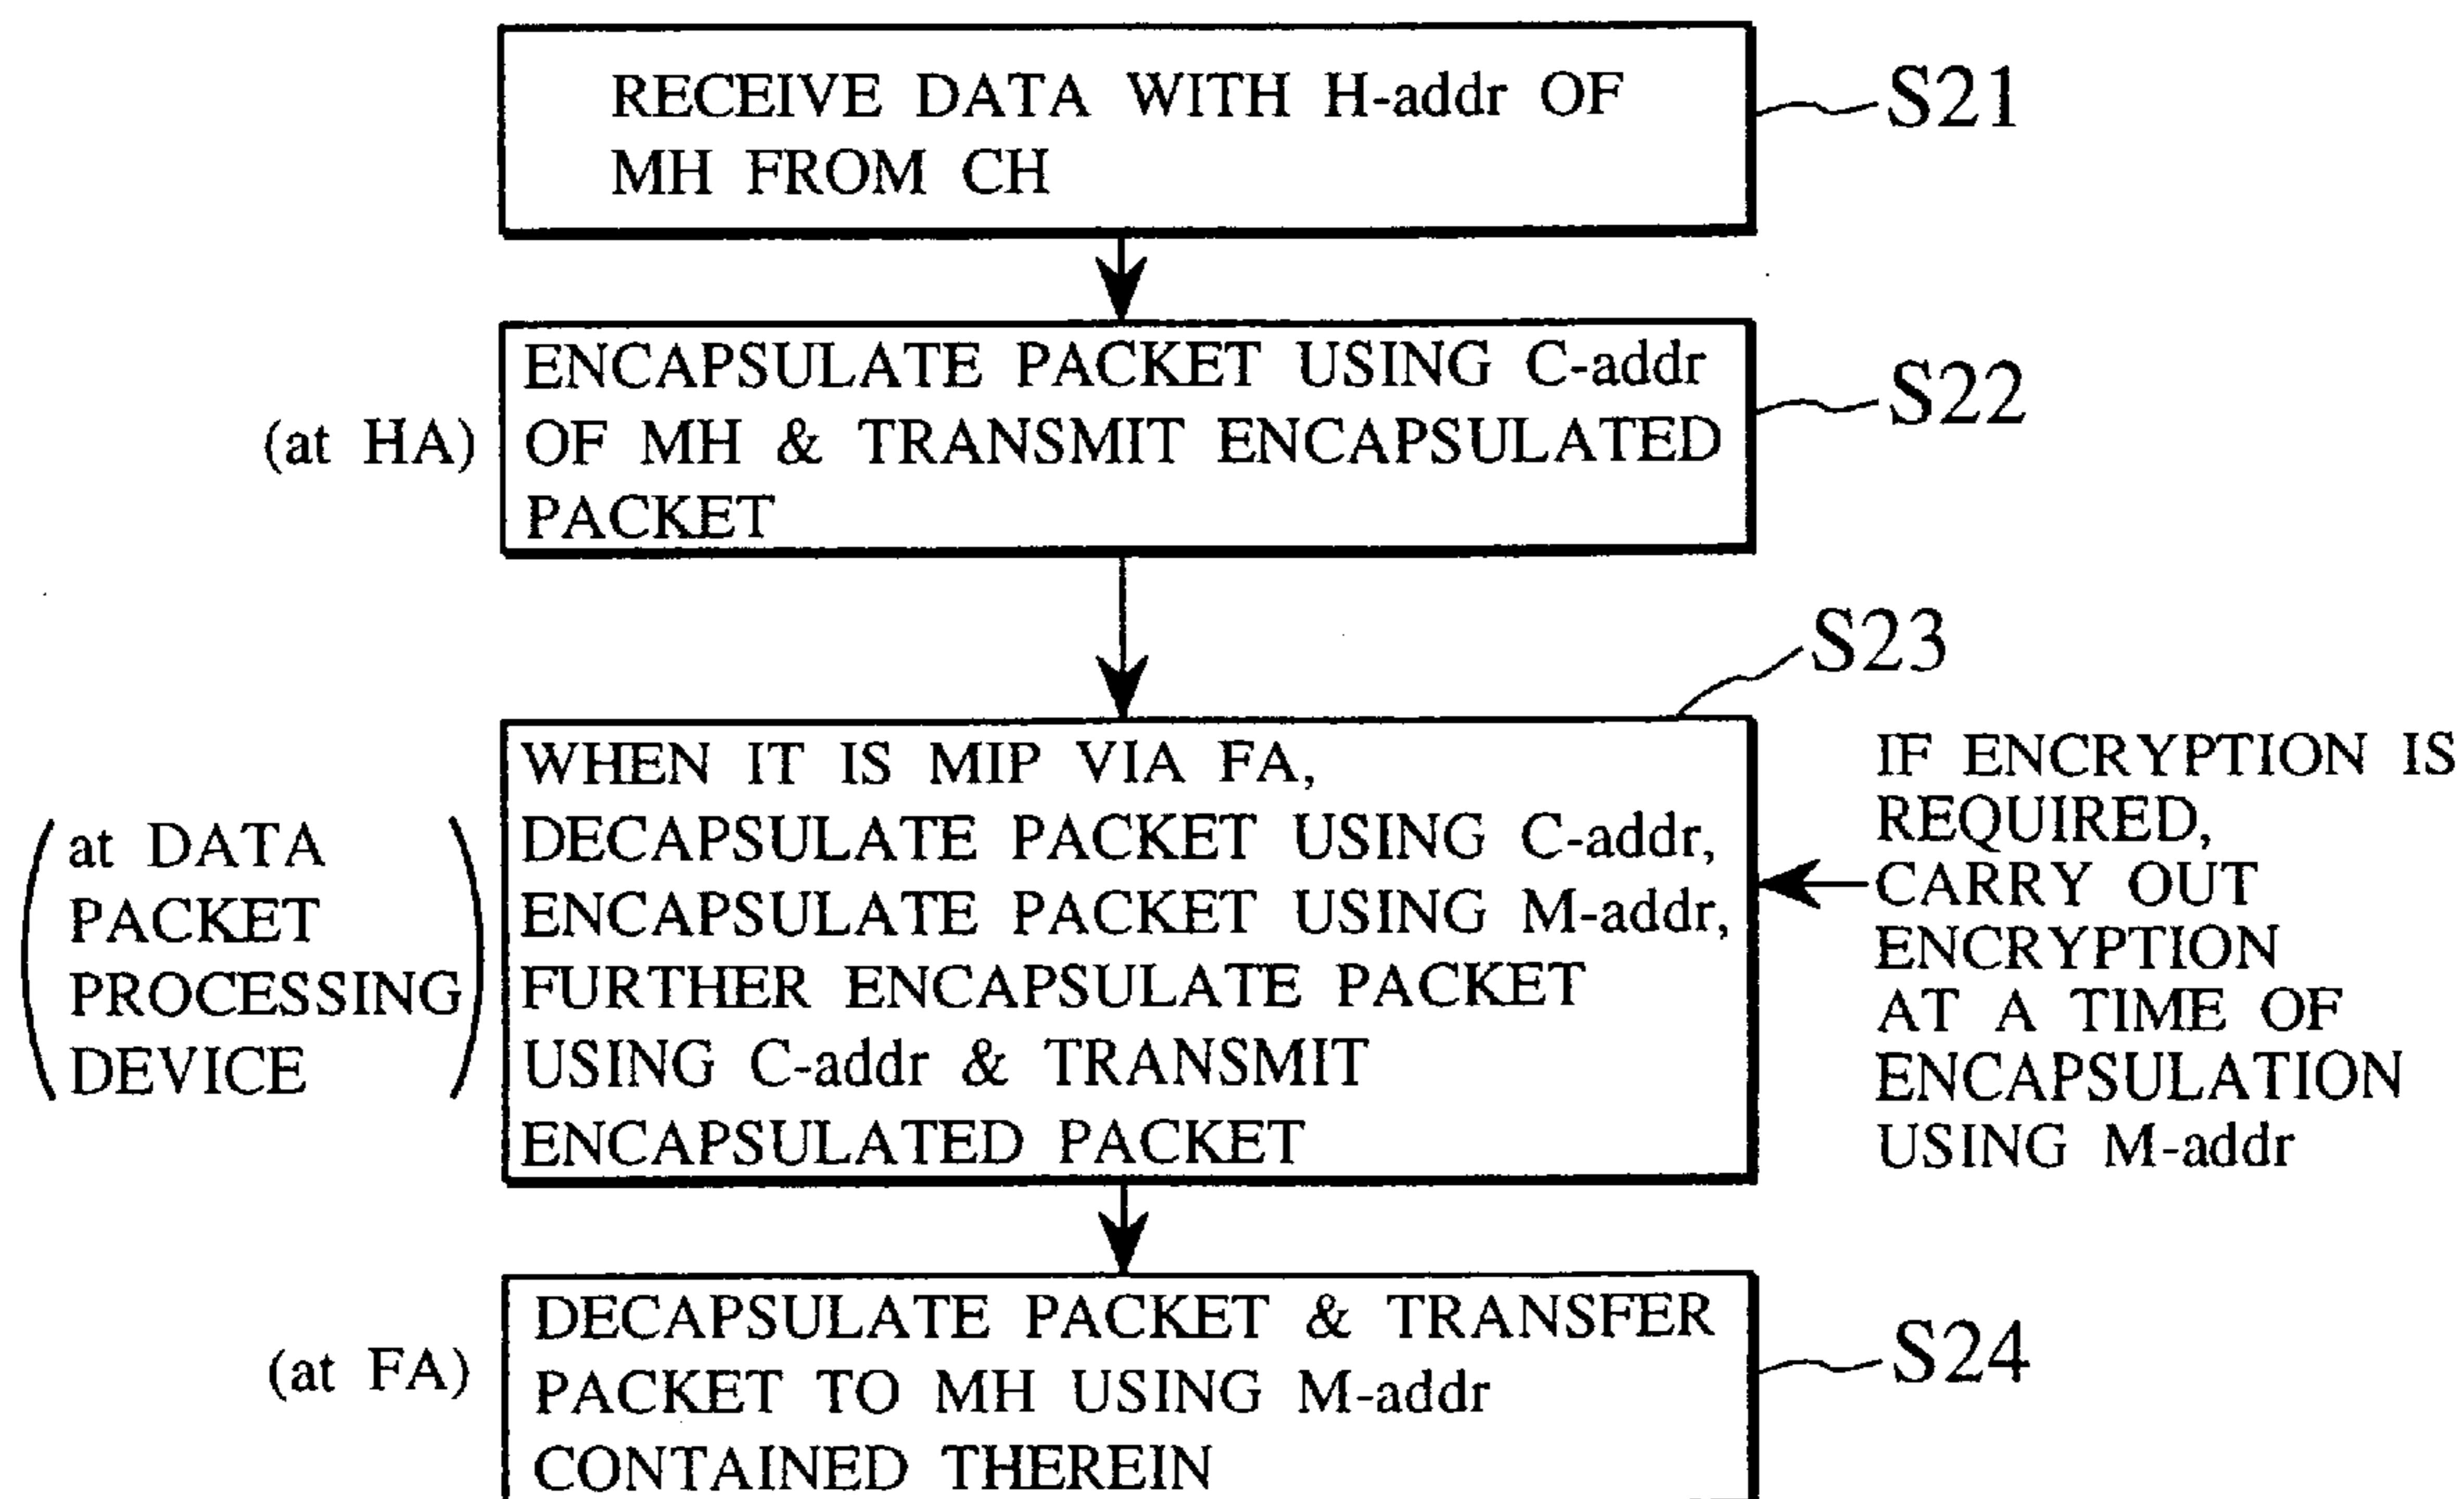 RECEIVE DATA WITH H-addr OF
MH FROM CH
S21
(at HA)
ENCAPSULATE PACKET USING C-addr
OF MH & TRANSMIT ENCAPSULATED
PACKET
S22
S23
(at DATA
PACKET
PROCESSING
DEVICE)
WHEN IT IS MIP VIA FA,
DECAPSULATE PACKET USING C-addr,
ENCAPSULATE PACKET USING M-addr,
FURTHER ENCAPSULATE PACKET
USING C-addr & TRANSMIT
ENCAPSULATED PACKET
IF ENCRYPTION IS
REQUIRED,
CARRY OUT
ENCRYPTION
AT A TIME OF
ENCAPSULATION
USING M-addr
(at FA)
DECAPSULATE PACKET & TRANSFER
PACKET TO MH USING M-addr
CONTAINED THEREIN
S24